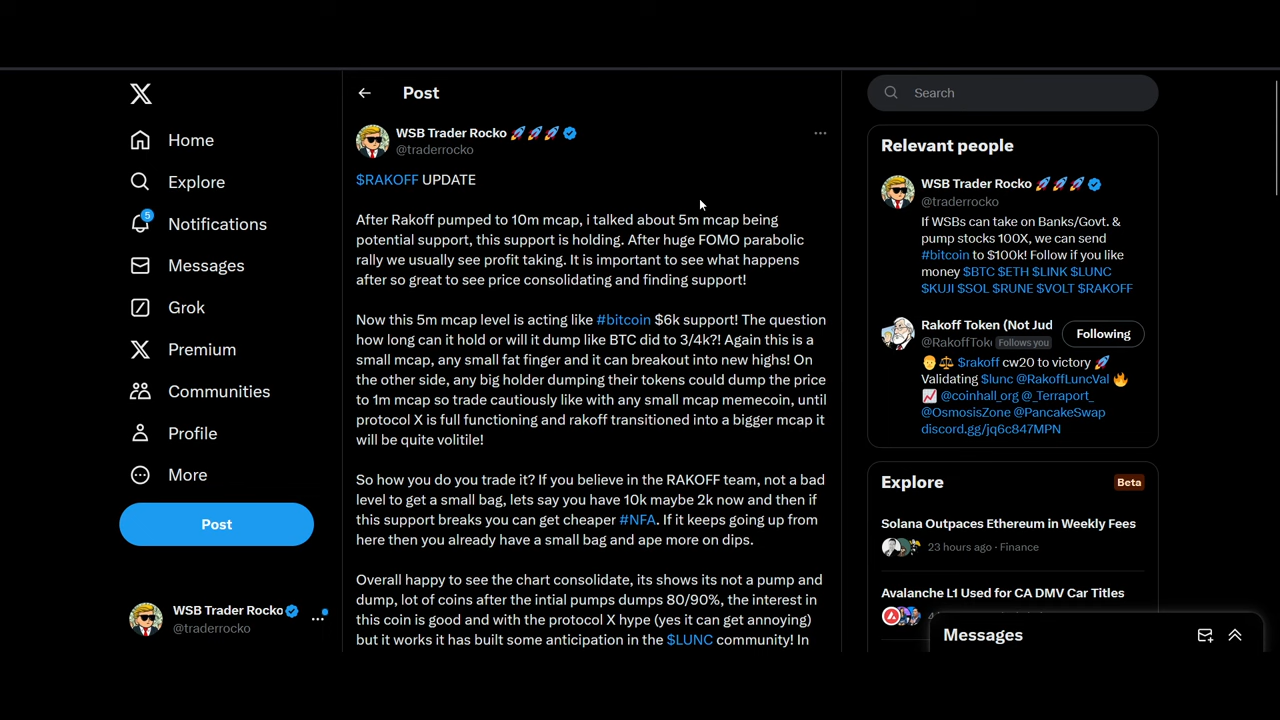 Home
Explore
5
Notifications
Messages
Grok
Premium
Communities
Profile
More
Post
WSB Trader Rocko
@traderrocko
Post
WSB Trader Rocko 🚀🚀🚀
@traderrocko
$RAKOFF UPDATE
After Rakoff pumped to 10m mcap, i talked about 5m mcap being
potential support, this support is holding. After huge FOMO parabolic
rally we usually see profit taking. It is important to see what happens
after so great to see price consolidating and finding support!
Now this 5m mcap level is acting like #bitcoin $6k support! The question
how long can it hold or will it dump like BTC did to 3/4k?! Again this is a
small mcap, any small fat finger and it can breakout into new highs! On
the other side, any big holder dumping their tokens could dump the price
to 1m mcap so trade cautiously like with any small mcap memecoin, until
protocol X is full functioning and rakoff transitioned into a bigger mcap it
will be quite volitile!
So how you do you trade it? If you believe in the RAKOFF team, not a bad
level to get a small bag, lets say you have 10k maybe 2k now and then if
this support breaks you can get cheaper #NFA. If it keeps going up from
here then you already have a small bag and ape more on dips.
Overall happy to see the chart consolidate, its shows its not a pump and
dump, lot of coins after the intial pumps dumps 80/90%, the interest in
this coin is good and with the protocol X hype (yes it can get annoying)
but it works it has built some anticipation in the $LUNC community! In
Search
Relevant people
WSB Trader Rocko 🚀🚀🚀
@traderrocko
If WSBs can take on Banks/Govt. &
pump stocks 100X, we can send
#bitcoin to $100k! Follow if you like
money $BTC $ETH $LINK $LUNC
$KUJI $SOL $RUNE $VOLT $RAKOFF
Rakoff Token (Not Jud
@RakoffToke Follows you
Following
$rakoff cw20 to victory 🚀
Validating $lunc @RakoffLuncVal 🔥
📈 @coinhall_org @_Terraport_
@OsmosisZone @PancakeSwap
discord.gg/jq6c847MPN
Explore
Beta
Solana Outpaces Ethereum in Weekly Fees
23 hours ago · Finance
Avalanche L1 Used for CA DMV Car Titles
Messages